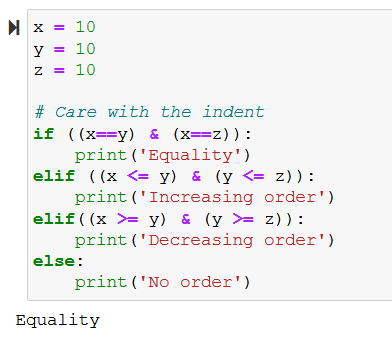 x = 10
y = 10
z = 10

# Care with the indent
if ((x==y) & (x==z)):
    print('Equality')
elif ((x <= y) & (y <= z)):
    print('Increasing order')
elif((x >= y) & (y >= z)):
    print('Decreasing order')
else:
    print('No order')
Equality